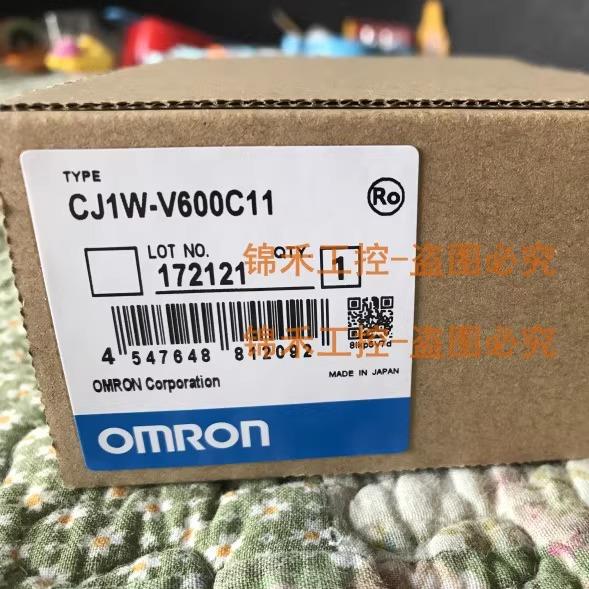 TYPE
CJ1W-V600C11
Ro
LOT NO. QTY
172121 1
锦禾工控-盗图必究
4 547648 812092
锦禾工控-盗图必究
OMRON Corporation
MADE IN JAPAN
OMRON